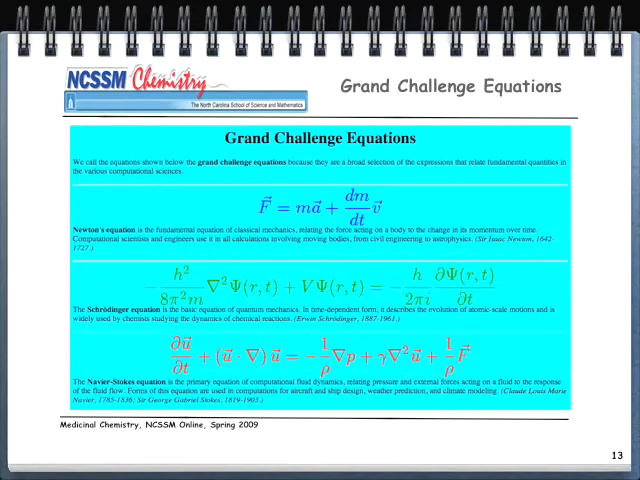 NCSSM Chemistry
The North Carolina School of Science and Mathematics
Grand Challenge Equations
Grand Challenge Equations
We call the equations shown below the grand challenge equations because they are a broad selection of the expressions that relate fundamental quantities in
the various computational sciences.
F⃗ = ma⃗ + dm/dt v⃗
Newton's equation is the fundamental equation of classical mechanics, relating the force acting on a body to the change in its momentum over time.
Computational scientists and engineers use it in all calculations involving moving bodies, from civil engineering to astrophysics. (Sir Isaac Newton, 1642-
1727.)
− h²/8π²m ∇²Ψ(r, t) + VΨ(r, t) = − h/2πi ∂Ψ(r, t)/∂t
The Schrödinger equation is the basic equation of quantum mechanics. In time-dependent form, it describes the evolution of atomic-scale motions and is
widely used by chemists studying the dynamics of chemical reactions. (Erwin Schrödinger, 1887-1961.)
∂u⃗/∂t + (u⃗ · ∇) u⃗ = − 1/ρ ∇p + γ∇²u⃗ + 1/ρ F⃗
The Navier-Stokes equation is the primary equation of computational fluid dynamics, relating pressure and external forces acting on a fluid to the response
of the fluid flow. Forms of this equation are used in computations for aircraft and ship design, weather prediction, and climate modeling. (Claude Louis Marie
Navier, 1785-1836; Sir George Gabriel Stokes, 1819-1903.)
Medicinal Chemistry, NCSSM Online, Spring 2009
13